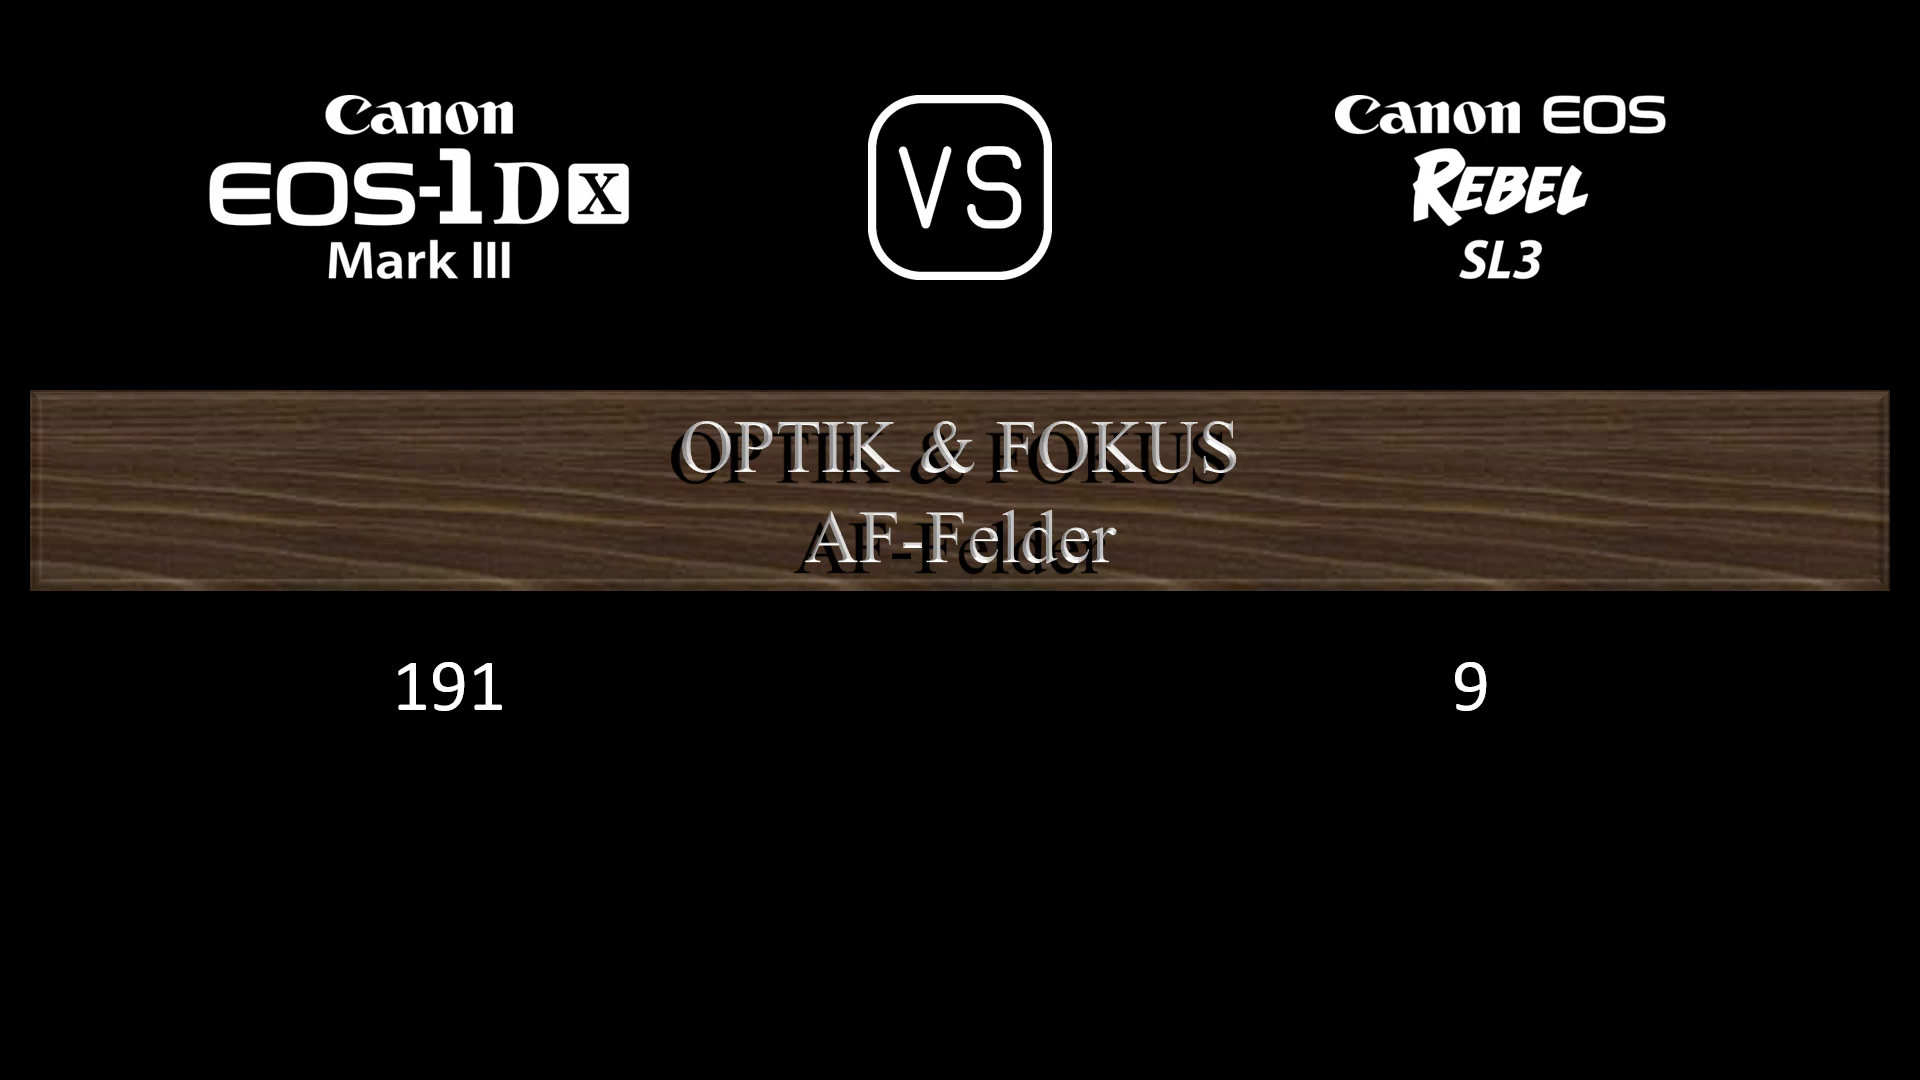 Canon
EOS-1D X
Mark III
VS
Canon EOS
REBEL
SL3
OPTIK & FOKUS
AF-Felder
191
9